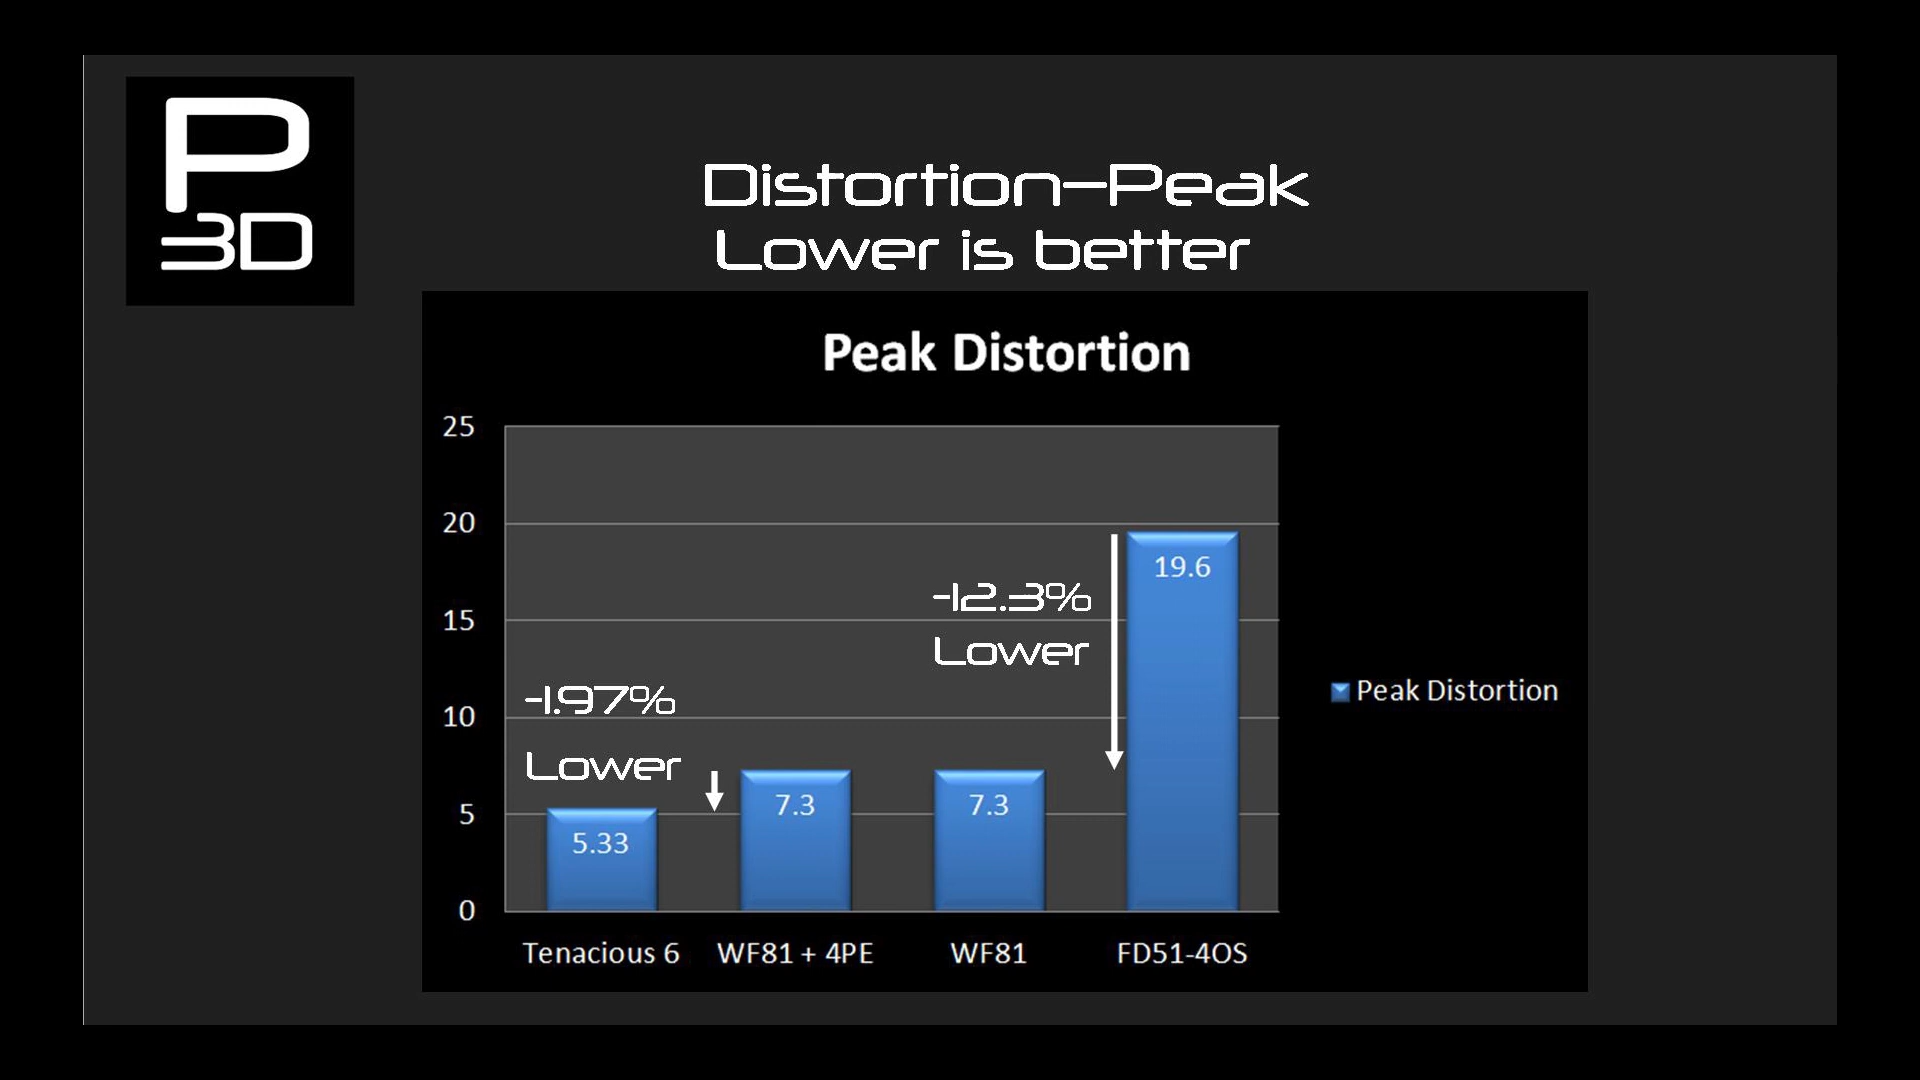 P
3D
Distortion-Peak
Lower is better
Peak Distortion
25
20
15
10
5
0
-1.97%
Lower
-12.3%
Lower
5.33
7.3
7.3
19.6
Tenacious 6
WF81 + 4PE
WF81
FD51-4OS
Peak Distortion